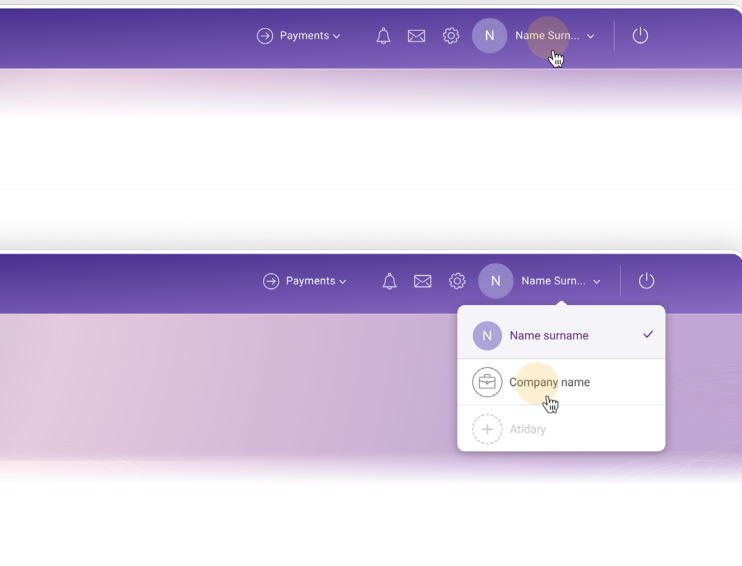 Payments
N
Name Surn...
Payments
N
Name Surn...
N
Name surname
Company name
Atidary